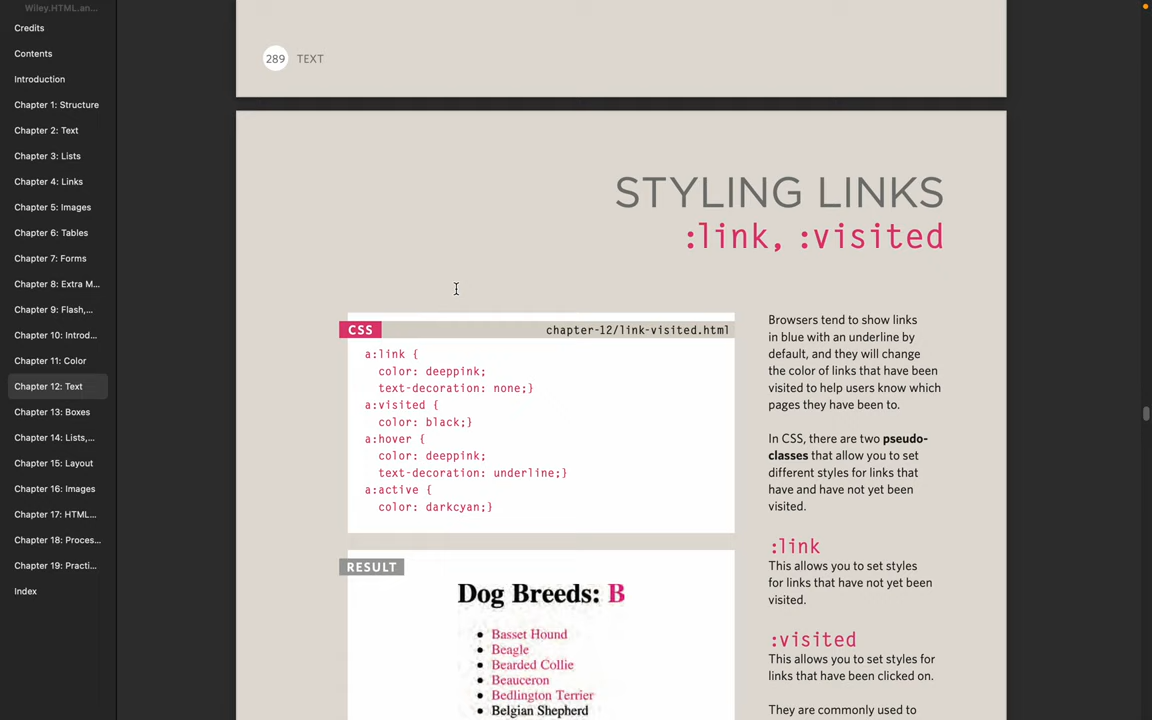 Wiley.HTML.an...
Credits
Contents
Introduction
Chapter 1: Structure
Chapter 2: Text
Chapter 3: Lists
Chapter 4: Links
Chapter 5: Images
Chapter 6: Tables
Chapter 7: Forms
Chapter 8: Extra M...
Chapter 9: Flash,...
Chapter 10: Introd...
Chapter 11: Color
Chapter 12: Text
Chapter 13: Boxes
Chapter 14: Lists,...
Chapter 15: Layout
Chapter 16: Images
Chapter 17: HTML...
Chapter 18: Proces...
Chapter 19: Practi...
Index
289 TEXT
STYLING LINKS
:link, :visited
CSS chapter-12/link-visited.html
a:link {
color: deeppink;
text-decoration: none;}
a:visited {
color: black;}
a:hover {
color: deeppink;
text-decoration: underline;}
a:active {
color: darkcyan;}
RESULT
Dog Breeds: B
Basset Hound
Beagle
Bearded Collie
Beauceron
Bedlington Terrier
Belgian Shepherd
Browsers tend to show links
in blue with an underline by
default, and they will change
the color of links that have been
visited to help users know which
pages they have been to.
In CSS, there are two pseudo-
classes that allow you to set
different styles for links that
have and have not yet been
visited.
:link
This allows you to set styles
for links that have not yet been
visited.
:visited
This allows you to set styles for
links that have been clicked on.
They are commonly used to